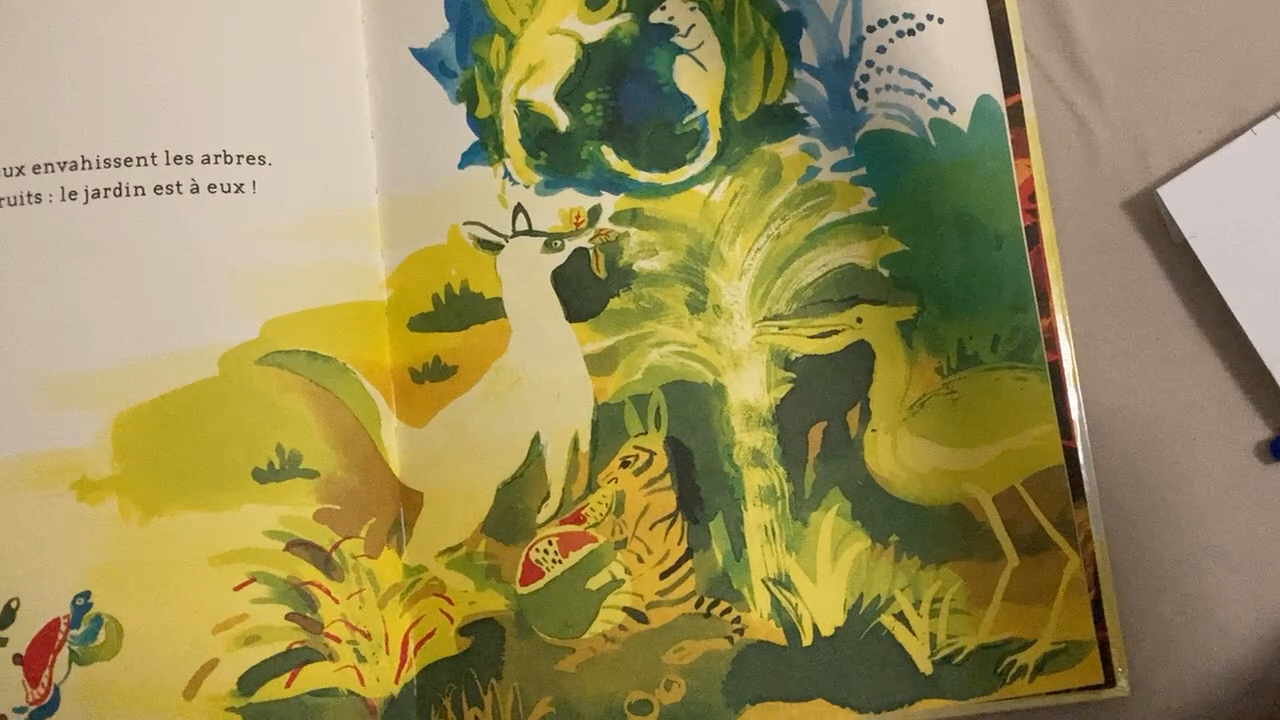 envahissent les arbres.
: le jardin est à eux !